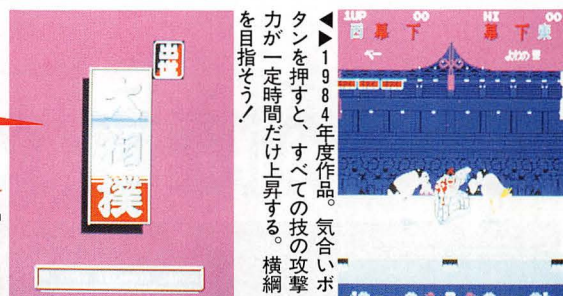 出世
大相撲
◀▶1984年度作品。気合いボ
タンを押すと、すべての技の攻撃
力が一定時間だけ上昇する。横綱
を目指そう!
1UP 00 HI 00
西 幕下 幕下 東